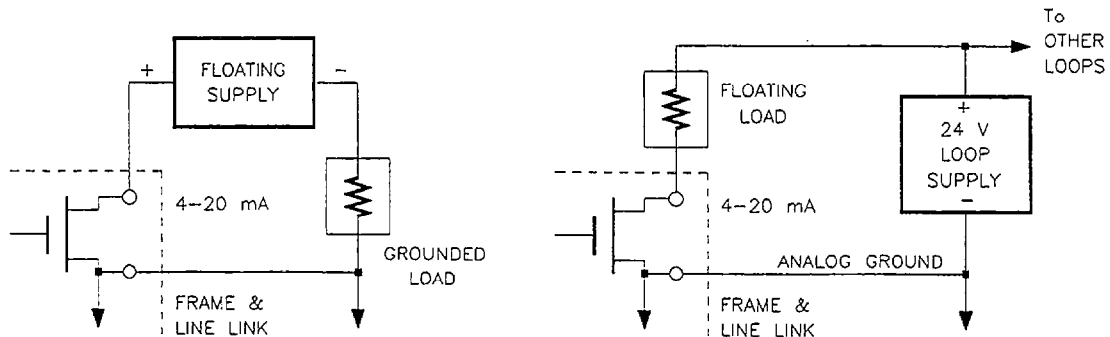 +
FLOATING
SUPPLY
-
4-20 mA
GROUNDED
LOAD
FRAME &
LINE LINK
To
OTHER
LOOPS
FLOATING
LOAD
+
24 V
LOOP
SUPPLY
-
4-20 mA
ANALOG GROUND
FRAME &
LINE LINK